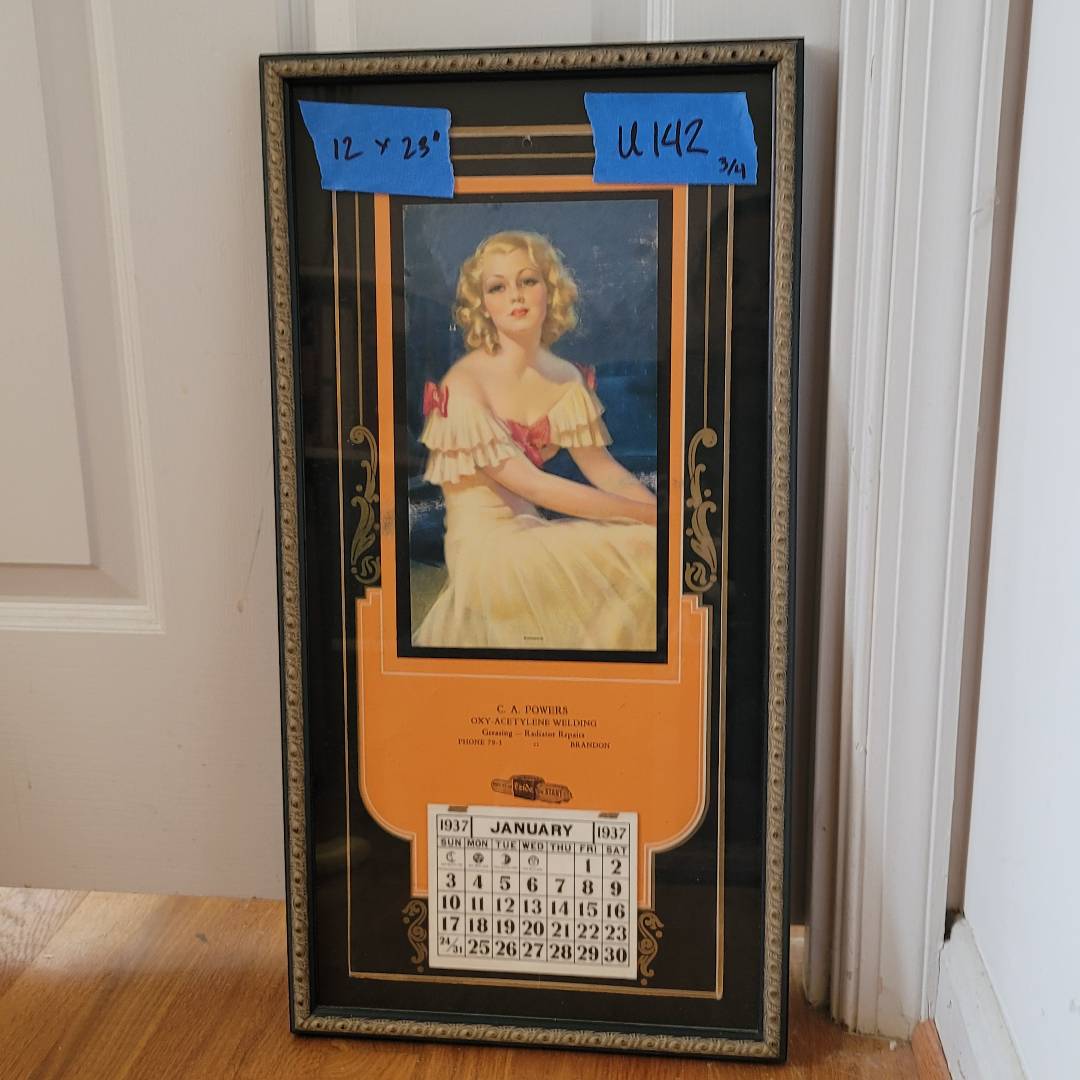 12 x 23"
U 142 3/4
C. A. POWERS
OXY-ACETYLENE WELDING
Greasing — Radiator Repairs
PHONE 79-3 :: BRANDON
START
1937 JANUARY 1937
SUN MON TUE WED THU FRI SAT
1 2
3 4 5 6 7 8 9
10 11 12 13 14 15 16
17 18 19 20 21 22 23
24/31 25 26 27 28 29 30